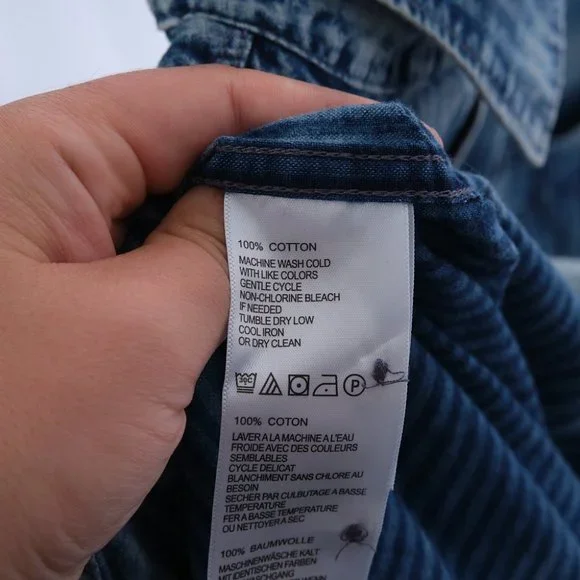 100% COTTON
MACHINE WASH COLD
WITH LIKE COLORS
GENTLE CYCLE
NON-CHLORINE BLEACH
IF NEEDED
TUMBLE DRY LOW
COOL IRON
OR DRY CLEAN
30C P
100% COTTON
LAVER A LA MACHINE A L'EAU
FROIDE AVEC DES COULEURS
SEMBLABLES
CYCLE DELICAT
BLANCHIMENT SANS CHLORE AU
BESOIN
SECHER PAR CULBUTAGE A BASSE
TEMPERATURE
FER A BASSE TEMPERATURE
OU NETTOYER A SEC
100% BAUMWOLLE
MASCHINENWÄSCHE KALT
MIT IDENTISCHEN FARBEN